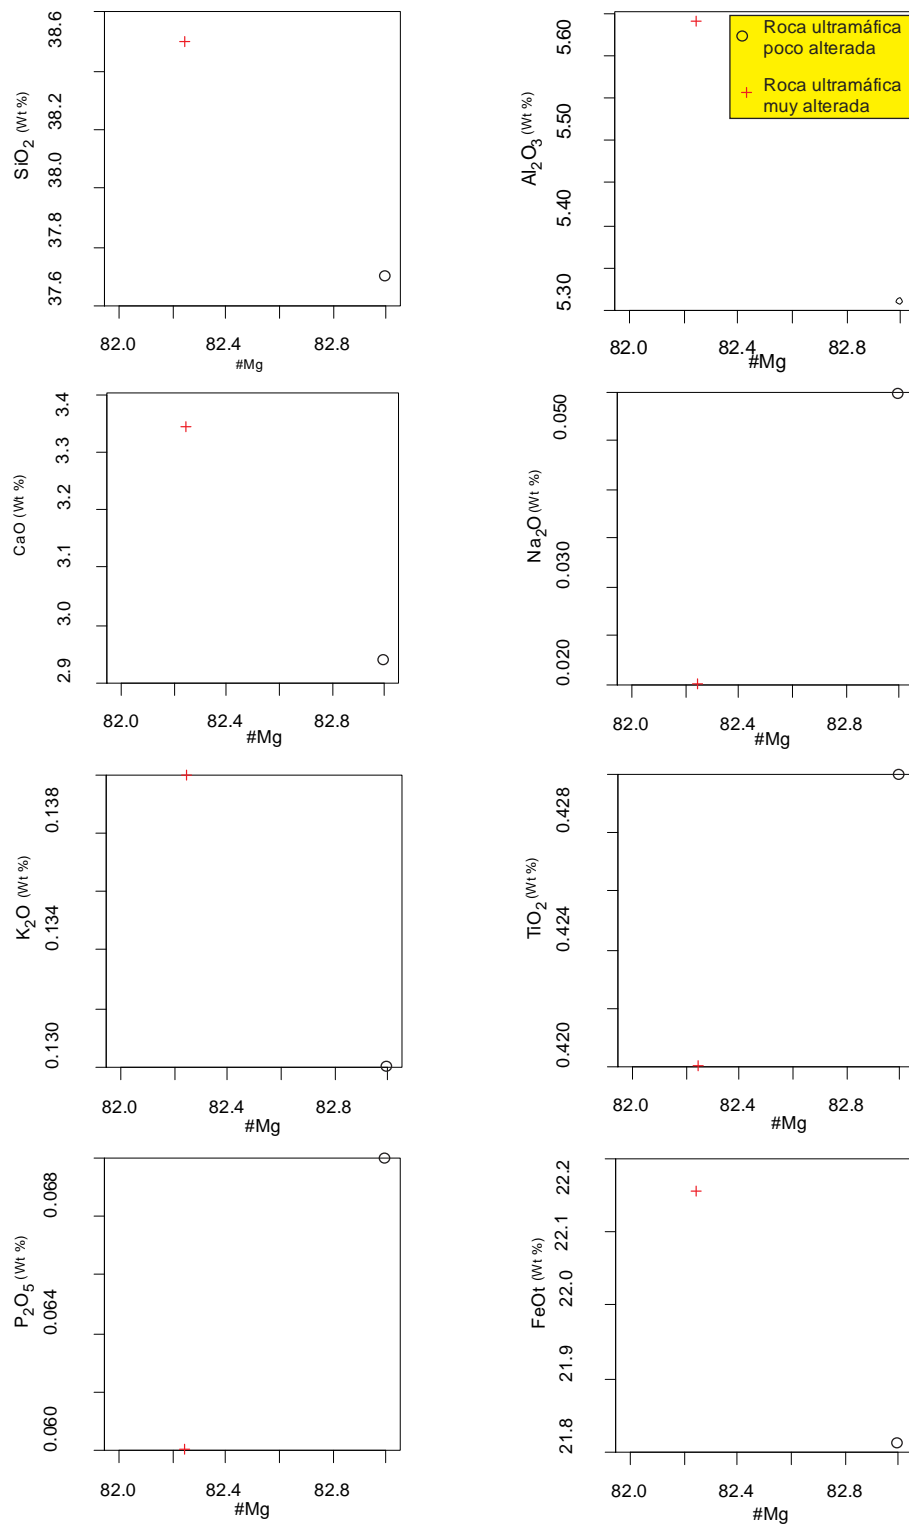 SiO2 (Wt %)
38.6
38.2
38.0
37.8
37.6
82.0 82.4 82.8
#Mg
Al2O3 (Wt %)
5.60
5.50
5.40
5.30
Roca ultramáfica
poco alterada
Roca ultramáfica
muy alterada
82.0 82.4 82.8
#Mg
CaO (Wt %)
3.4
3.3
3.2
3.1
3.0
2.9
82.0 82.4 82.8
#Mg
Na2O (Wt %)
0.050
0.030
0.020
82.0 82.4 82.8
#Mg
K2O (Wt %)
0.138
0.134
0.130
82.0 82.4 82.8
#Mg
TiO2 (Wt %)
0.428
0.424
0.420
82.0 82.4 82.8
#Mg
P2O5 (Wt %)
0.068
0.064
0.060
82.0 82.4 82.8
#Mg
FeOt (Wt %)
22.2
22.1
22.0
21.9
21.8
82.0 82.4 82.8
#Mg